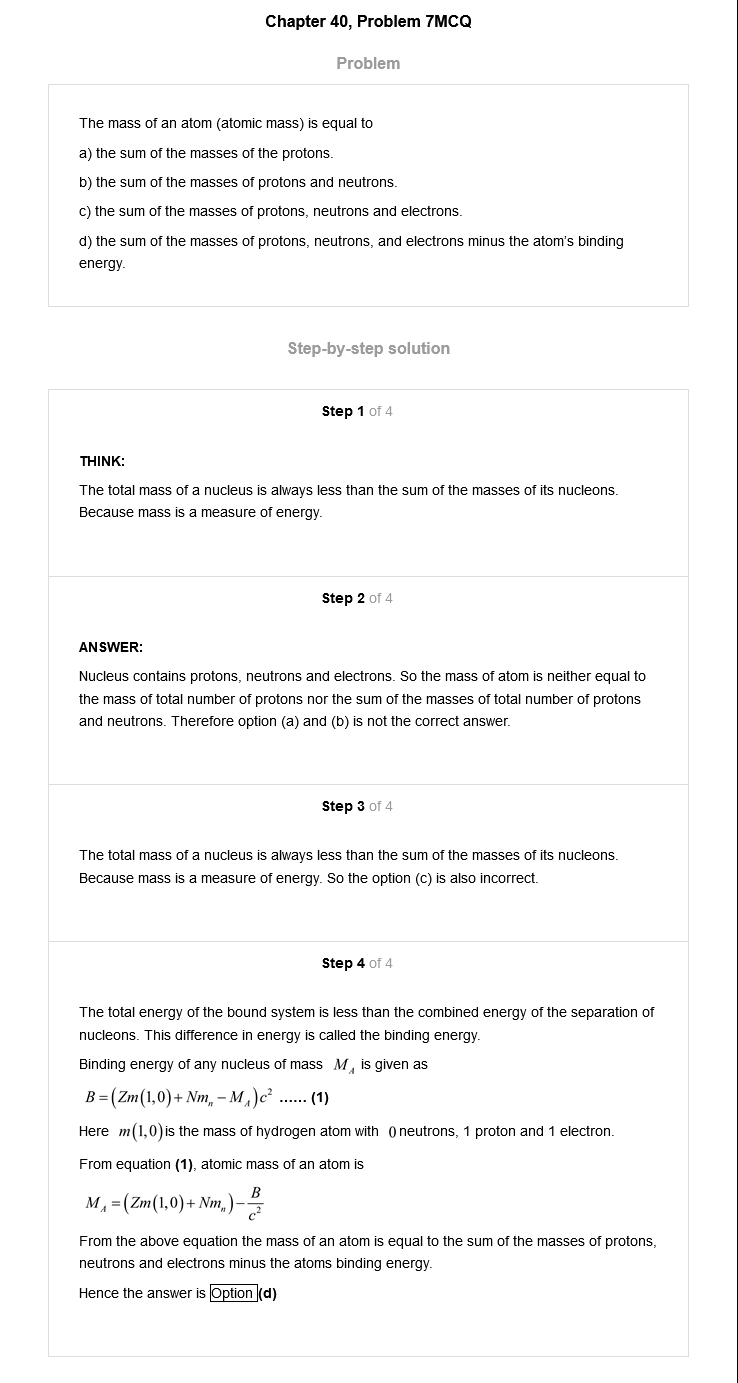 Chapter 40, Problem 7MCQ
Problem
The mass of an atom (atomic mass) is equal to
a) the sum of the masses of the protons.
b) the sum of the masses of protons and neutrons.
c) the sum of the masses of protons, neutrons and electrons.
d) the sum of the masses of protons, neutrons, and electrons minus the atom's binding
energy.
Step-by-step solution
Step 1 of 4
THINK:
The total mass of a nucleus is always less than the sum of the masses of its nucleons.
Because mass is a measure of energy.
Step 2 of 4
ANSWER:
Nucleus contains protons, neutrons and electrons. So the mass of atom is neither equal to
the mass of total number of protons nor the sum of the masses of total number of protons
and neutrons. Therefore option (a) and (b) is not the correct answer.
Step 3 of 4
The total mass of a nucleus is always less than the sum of the masses of its nucleons.
Because mass is a measure of energy. So the option (c) is also incorrect.
Step 4 of 4
The total energy of the bound system is less than the combined energy of the separation of
nucleons. This difference in energy is called the binding energy.
Binding energy of any nucleus of mass M_A is given as
B = (Zm(1,0) + Nm_n − M_A)c² ...... (1)
Here m(1,0) is the mass of hydrogen atom with 0 neutrons, 1 proton and 1 electron.
From equation (1), atomic mass of an atom is
M_A = (Zm(1,0) + Nm_n) − B/c²
From the above equation the mass of an atom is equal to the sum of the masses of protons,
neutrons and electrons minus the atoms binding energy.
Hence the answer is Option (d)